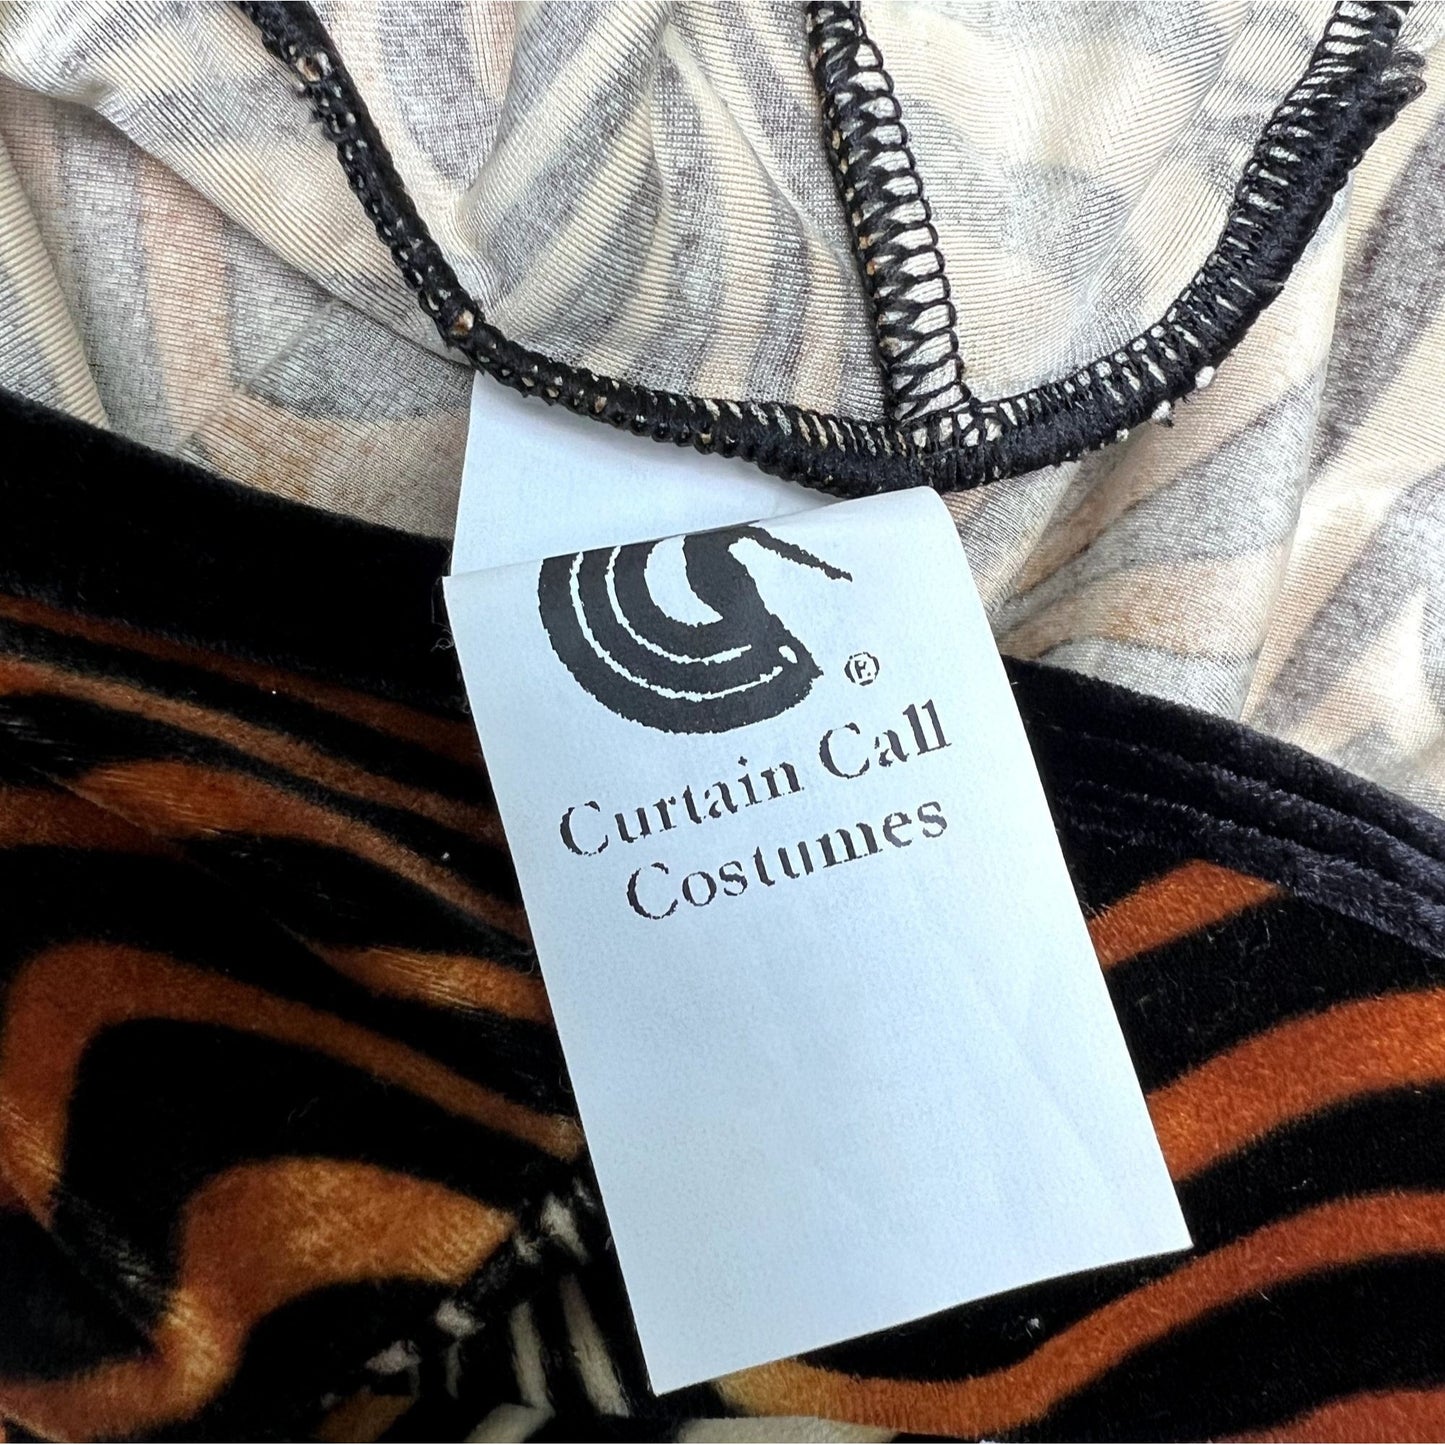 ®
Curtain Call
Costumes